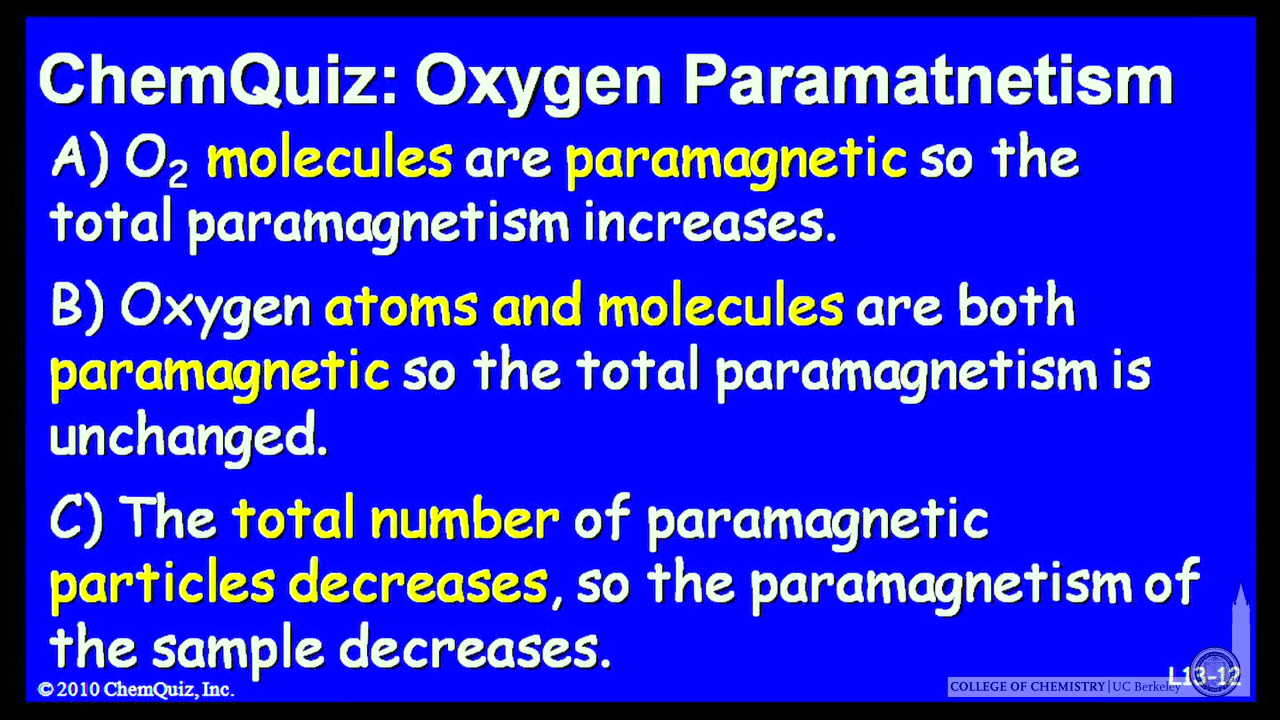 ChemQuiz: Oxygen Paramatnetism
A) O₂ molecules are paramagnetic so the
total paramagnetism increases.
B) Oxygen atoms and molecules are both
paramagnetic so the total paramagnetism is
unchanged.
C) The total number of paramagnetic
particles decreases, so the paramagnetism of
the sample decreases.
© 2010 ChemQuiz, Inc.
L13-12
COLLEGE OF CHEMISTRY | UC Berkeley